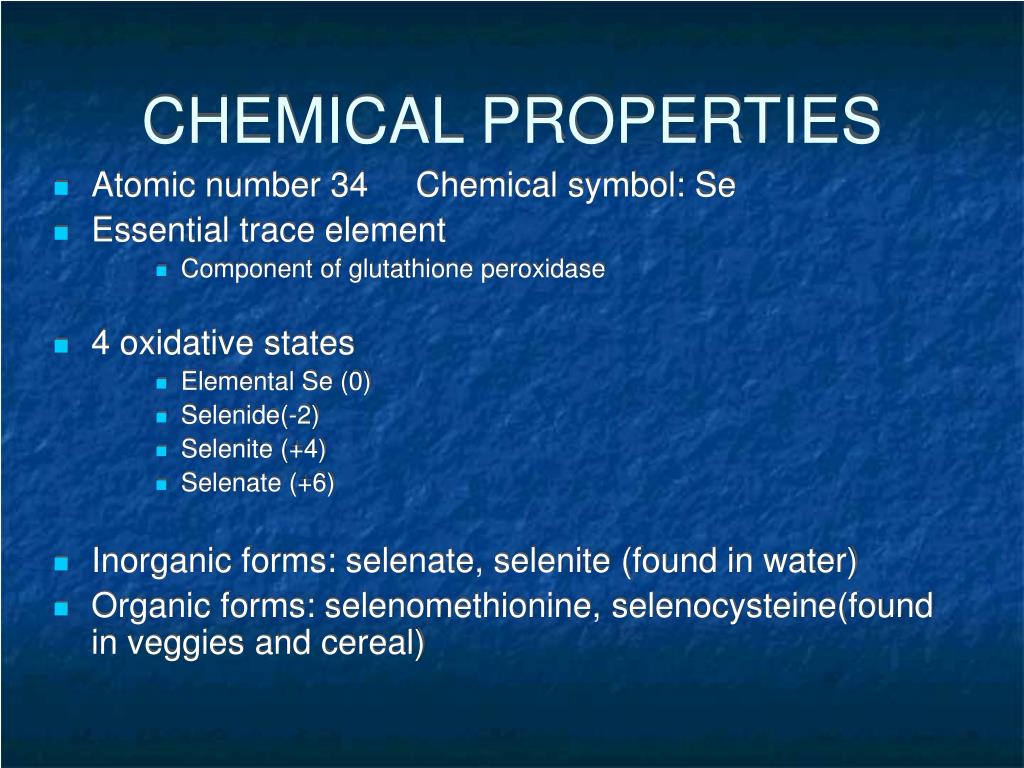 CHEMICAL PROPERTIES
Atomic number 34 Chemical symbol: Se
Essential trace element
Component of glutathione peroxidase
4 oxidative states
Elemental Se (0)
Selenide(-2)
Selenite (+4)
Selenate (+6)
Inorganic forms: selenate, selenite (found in water)
Organic forms: selenomethionine, selenocysteine(found
in veggies and cereal)